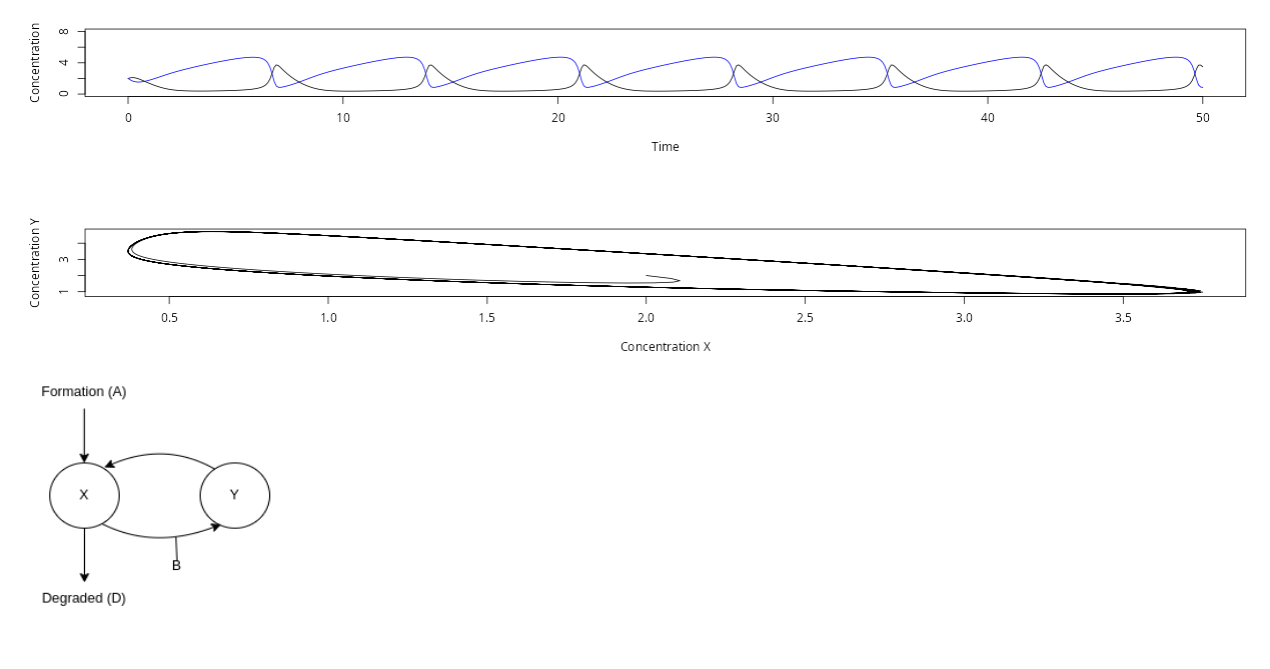 Concentration
8
4
0
0 10 20 30 40 50
Time
Concentration Y
3
1
0.5 1.0 1.5 2.0 2.5 3.0 3.5
Concentration X
Formation (A)
X Y
B
Degraded (D)